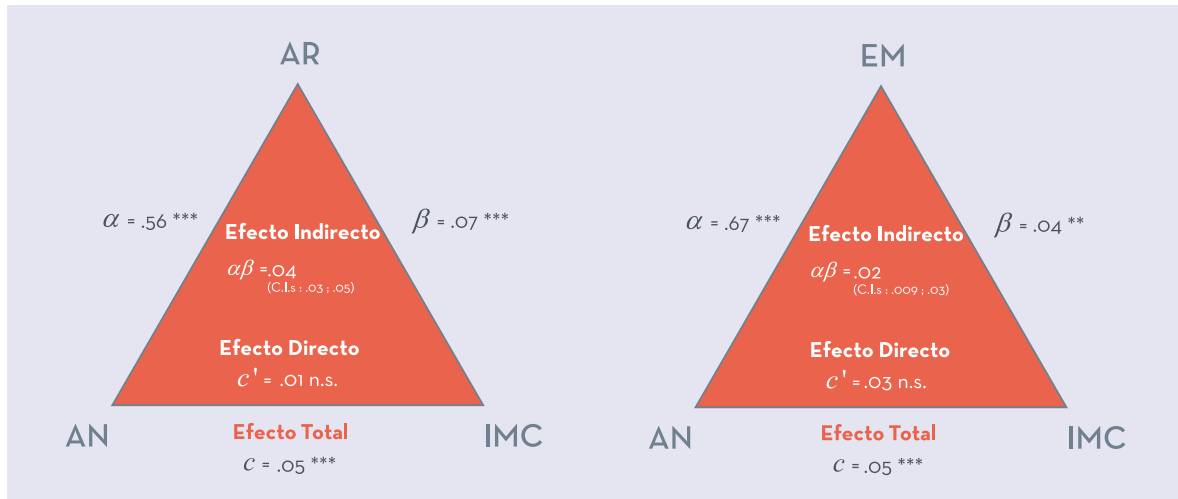 AR
α = .56 ***
β = .07 ***
Efecto Indirecto
αβ = .04
(C.I.s : .03 ; .05)
Efecto Directo
c' = .01 n.s.
AN
IMC
Efecto Total
c = .05 ***
EM
α = .67 ***
β = .04 **
Efecto Indirecto
αβ = .02
(C.I.s : .009 ; .03)
Efecto Directo
c' = .03 n.s.
AN
IMC
Efecto Total
c = .05 ***